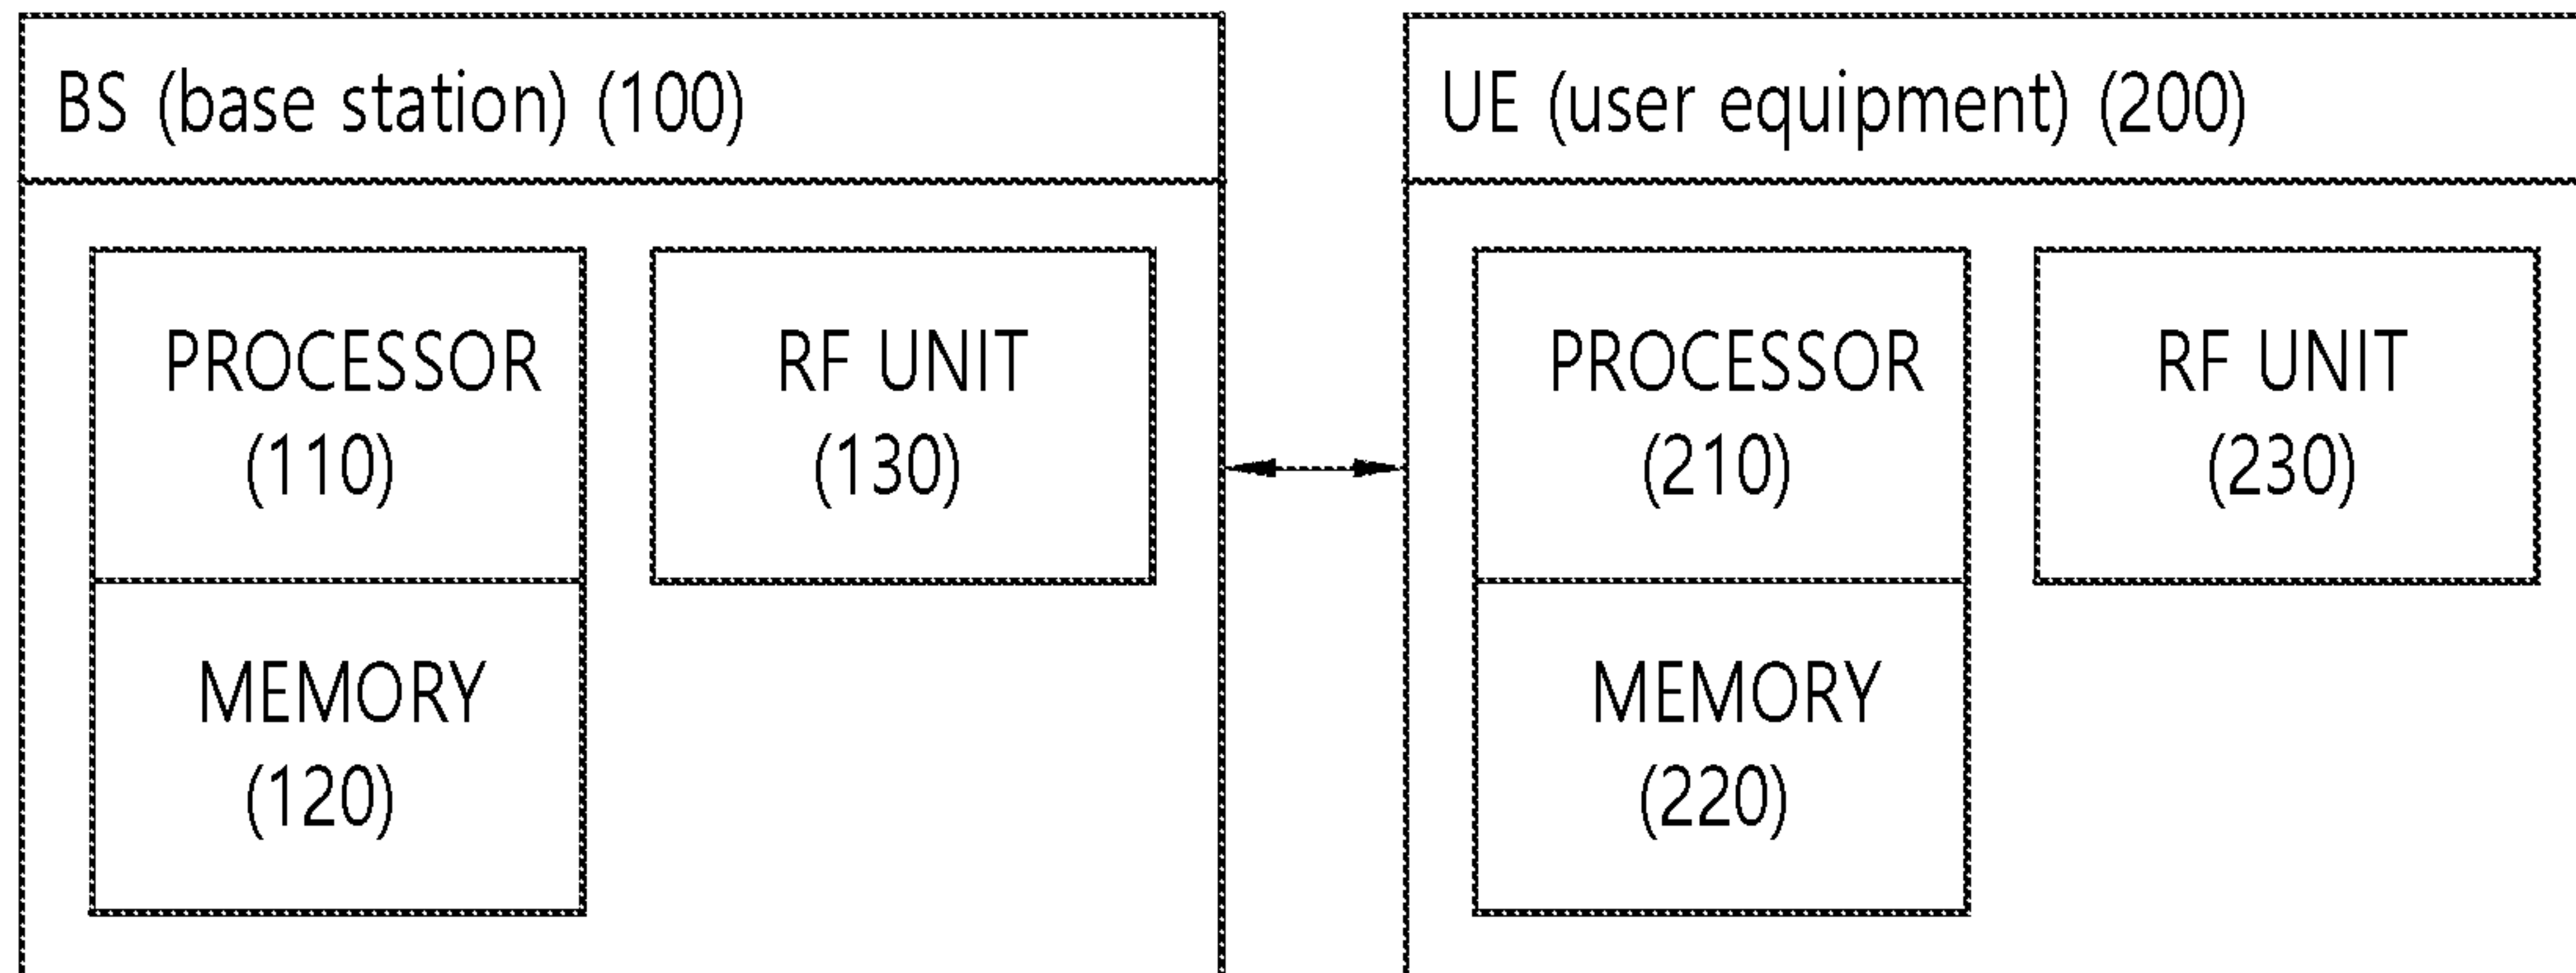 BS (base station) (100)
PROCESSOR
(110)
RF UNIT
(130)
MEMORY
(120)
UE (user equipment) (200)
PROCESSOR
(210)
RF UNIT
(230)
MEMORY
(220)